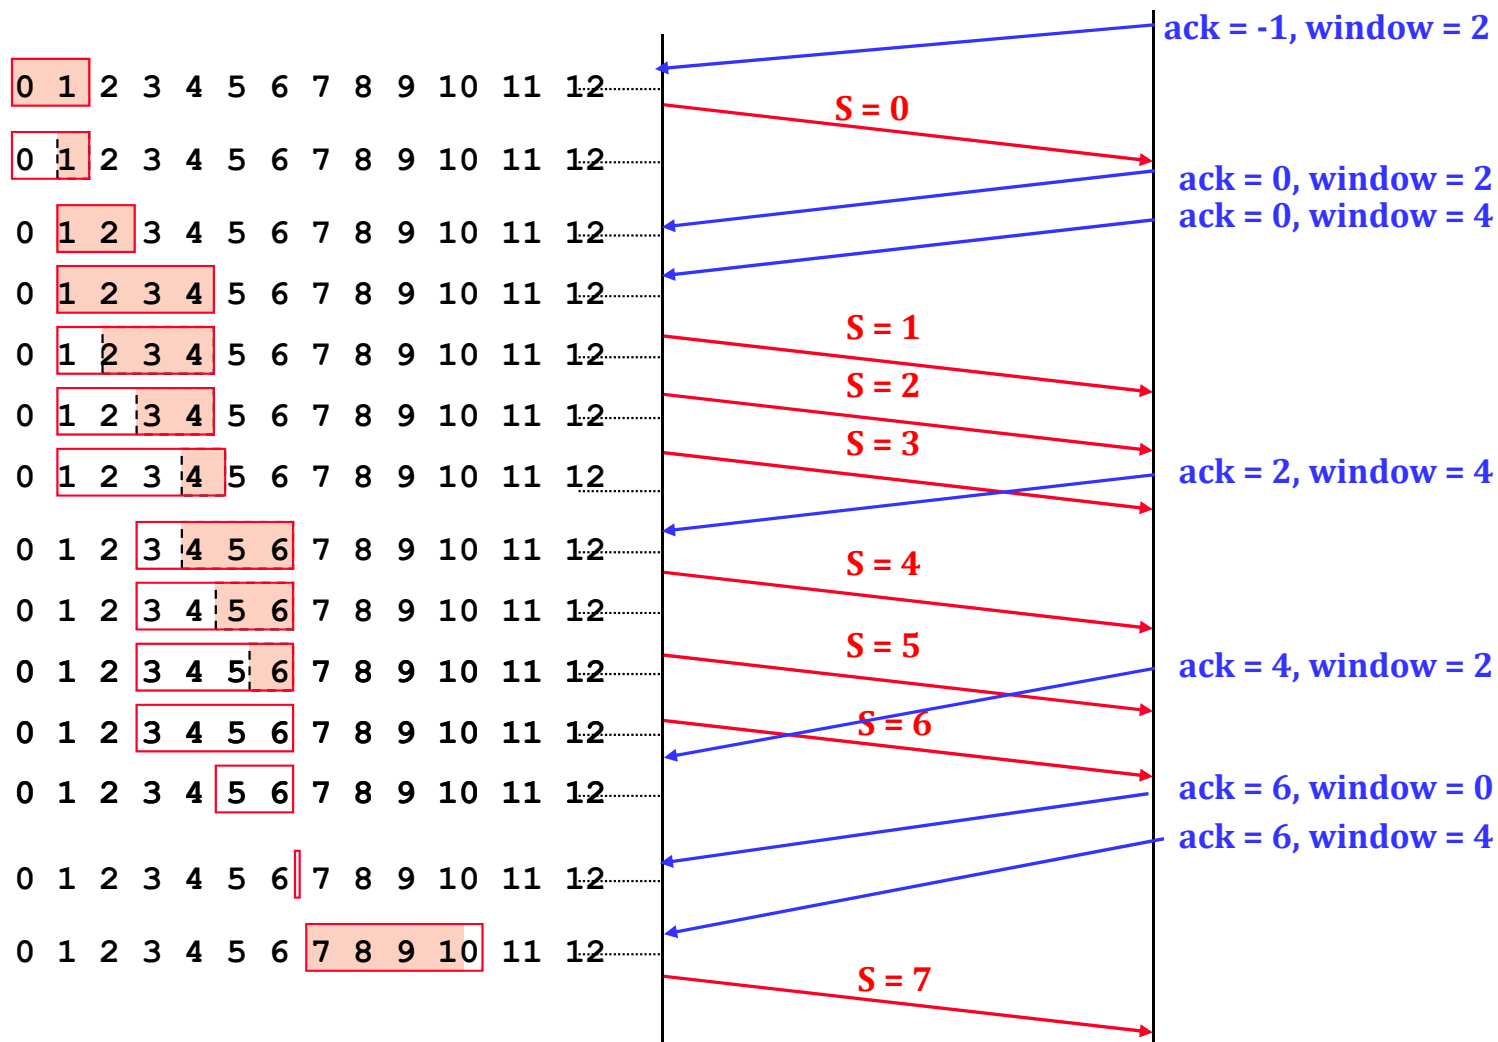 ack = -1, window = 2
0 1 2 3 4 5 6 7 8 9 10 11 12
S = 0
0 1 2 3 4 5 6 7 8 9 10 11 12
ack = 0, window = 2
ack = 0, window = 4
0 1 2 3 4 5 6 7 8 9 10 11 12
0 1 2 3 4 5 6 7 8 9 10 11 12
S = 1
0 1 2 3 4 5 6 7 8 9 10 11 12
S = 2
0 1 2 3 4 5 6 7 8 9 10 11 12
S = 3
0 1 2 3 4 5 6 7 8 9 10 11 12
ack = 2, window = 4
0 1 2 3 4 5 6 7 8 9 10 11 12
S = 4
0 1 2 3 4 5 6 7 8 9 10 11 12
S = 5
0 1 2 3 4 5 6 7 8 9 10 11 12
ack = 4, window = 2
S = 6
0 1 2 3 4 5 6 7 8 9 10 11 12
0 1 2 3 4 5 6 7 8 9 10 11 12
ack = 6, window = 0
ack = 6, window = 4
0 1 2 3 4 5 6 7 8 9 10 11 12
0 1 2 3 4 5 6 7 8 9 10 11 12
S = 7